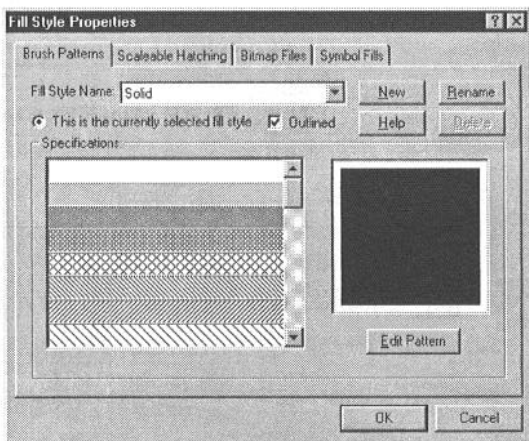 Fill Style Properties
Brush Patterns Scaleable Hatching Bitmap Files Symbol Fills
Fill Style Name: Solid New Rename
This is the currently selected fill style Outlined Help Delete
Specifications
Edit Pattern
OK Cancel